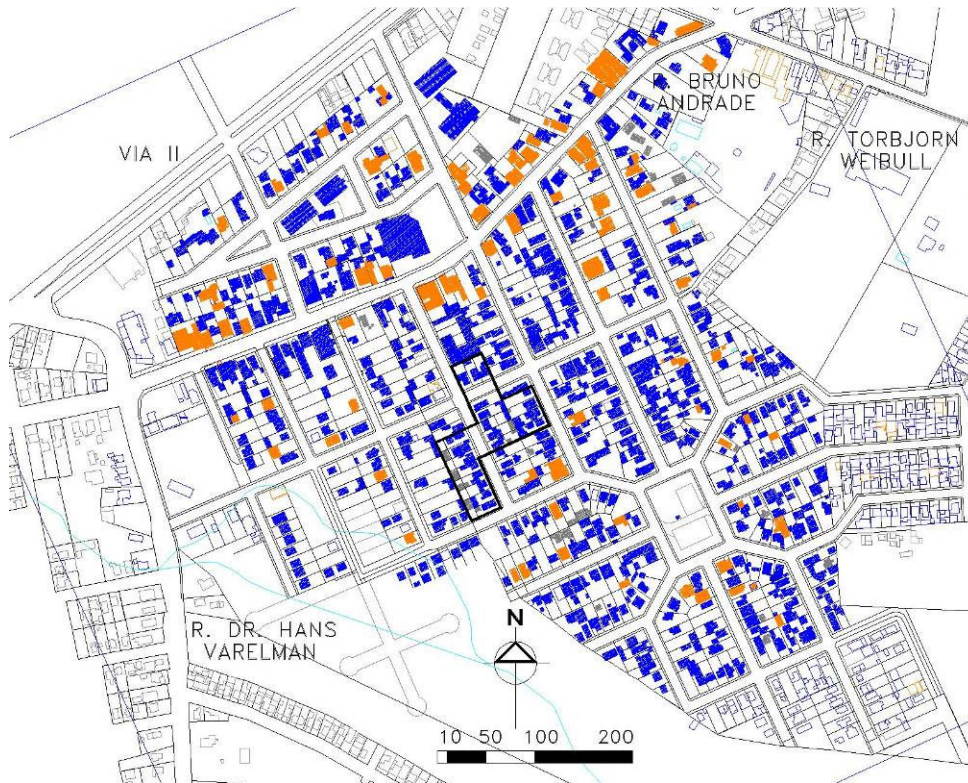 R. BRUNO
ANDRADE
VIA II
R. TORBJORN
WEIBULL
R. DR. HANS
VARELMAN
N
10 50 100 200